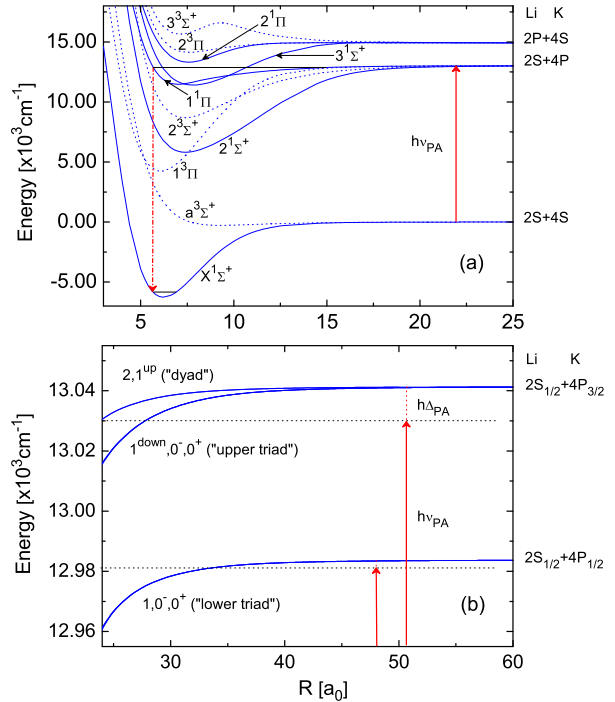 Li K
15.00
10.00
5.00
0.00
-5.00
Energy [x10³cm⁻¹]
3³Σ⁺
2³Π
2¹Π
3¹Σ⁺
1¹Π
2³Σ⁺
2¹Σ⁺
1³Π
a³Σ⁺
X¹Σ⁺
hν_PA
2P+4S
2S+4P
2S+4S
(a)
5 10 15 20 25
Li K
13.04
13.02
13.00
12.98
12.96
Energy [x10³cm⁻¹]
2,1ᵘᵖ ("dyad")
1ᵈᵒʷⁿ,0⁻,0⁺ ("upper triad")
1,0⁻,0⁺ ("lower triad")
hΔ_PA
hν_PA
2S₁/₂+4P₃/₂
2S₁/₂+4P₁/₂
(b)
30 40 50 60
R [a₀]